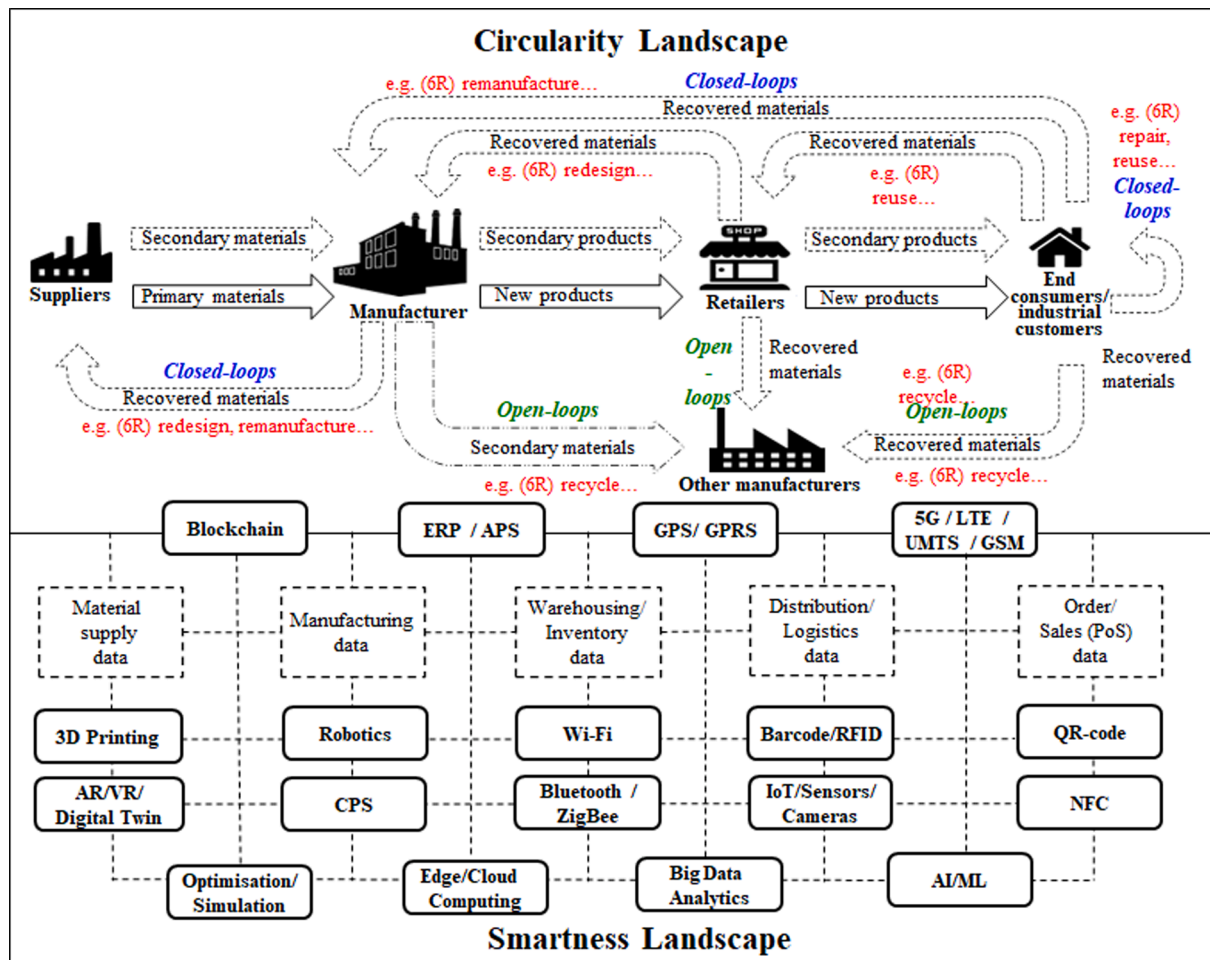 Circularity Landscape
Closed-loops
e.g. (6R) remanufacture…
Recovered materials
e.g. (6R)
repair,
reuse…
Closed-
loops
Recovered materials
e.g. (6R) redesign…
Recovered materials
e.g. (6R)
reuse…
SHOP
Secondary materials
Secondary products
Secondary products
Suppliers
Primary materials
Manufacturer
New products
Retailers
New products
End
consumers/
industrial
customers
Closed-loops
Recovered materials
e.g. (6R) redesign, remanufacture…
Open-loops
Secondary materials
e.g. (6R) recycle…
Open
-
loops
Recovered
materials
e.g. (6R)
recycle…
Open-loops
Recovered materials
e.g. (6R) recycle…
Recovered
materials
Other manufacturers
Blockchain
ERP / APS
GPS/ GPRS
5G / LTE /
UMTS / GSM
Material
supply
data
Manufacturing
data
Warehousing/
Inventory
data
Distribution/
Logistics
data
Order/
Sales (PoS)
data
3D Printing
Robotics
Wi-Fi
Barcode/RFID
QR-code
AR/VR/
Digital Twin
CPS
Bluetooth /
ZigBee
IoT/Sensors/
Cameras
NFC
Optimisation/
Simulation
Edge/Cloud
Computing
Big Data
Analytics
AI/ML
Smartness Landscape